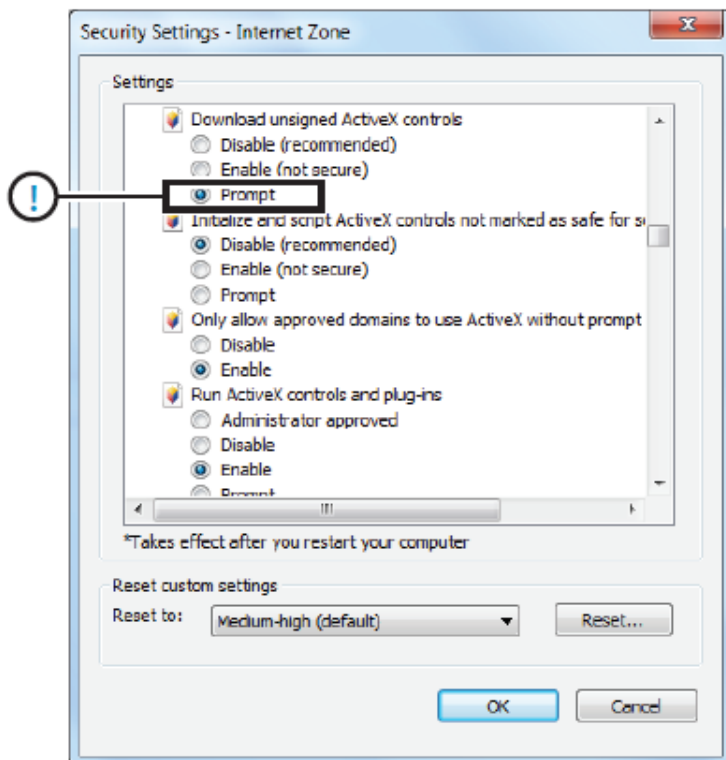 Security Settings - Internet Zone
Settings
Download unsigned ActiveX controls
Disable (recommended)
Enable (not secure)
!
Prompt
Initialize and script ActiveX controls not marked as safe for s
Disable (recommended)
Enable (not secure)
Prompt
Only allow approved domains to use ActiveX without prompt
Disable
Enable
Run ActiveX controls and plug-ins
Administrator approved
Disable
Enable
Prompt
*Takes effect after you restart your computer
Reset custom settings
Reset to: Medium-high (default) Reset...
OK Cancel